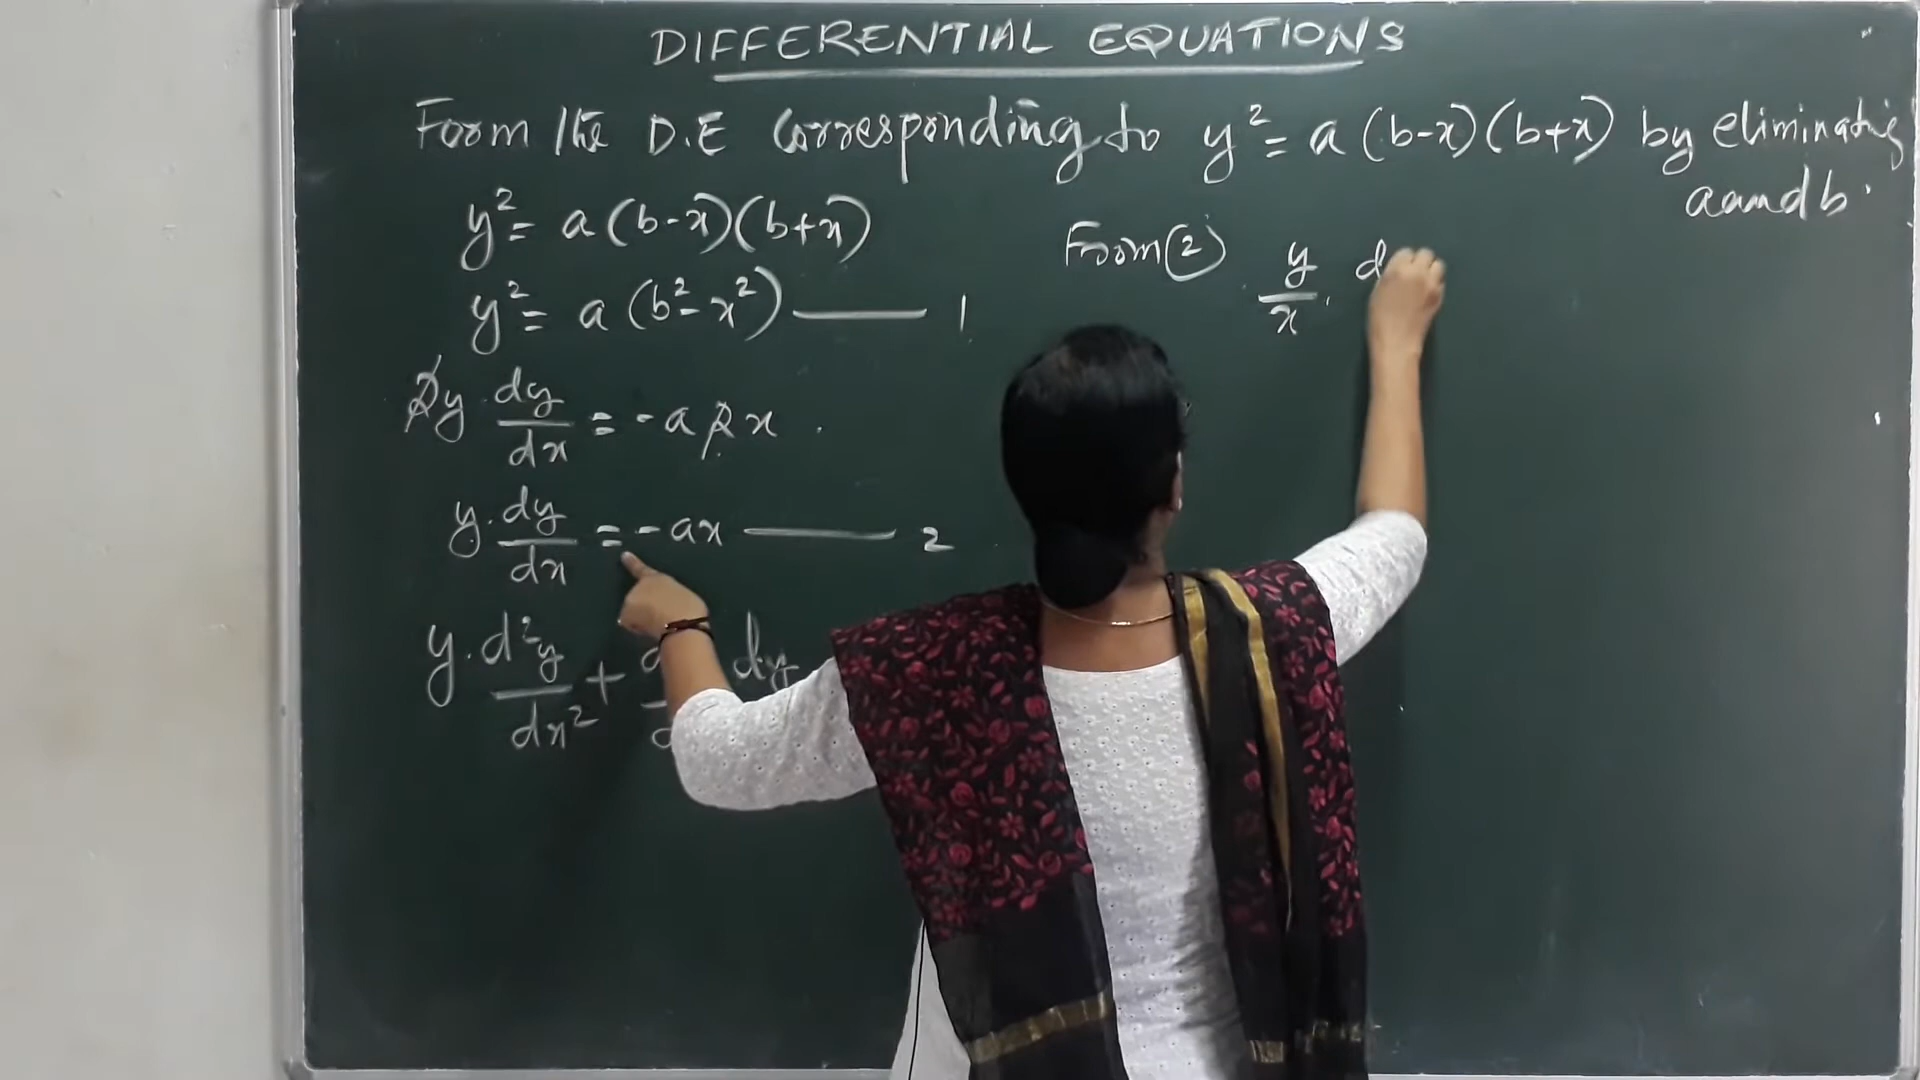 DIFFERENTIAL EQUATIONS
Form the D.E corresponding to y² = a (b-x)(b+x) by eliminating
a and b.
y² = a (b-x)(b+x)
y² = a (b²-x²) —— 1
2y . dy/dx = -a 2x .
y . dy/dx = -ax —— 2
y . d²y/dx² + dy
From (2) y/x . d